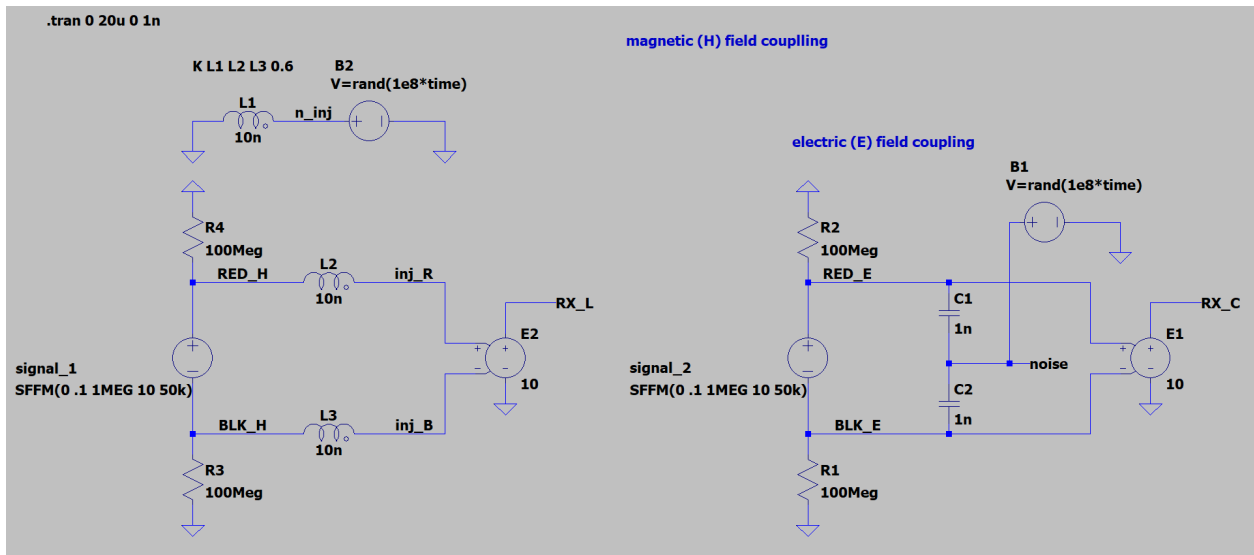 .tran 0 20u 0 1n
magnetic (H) field couplling
K L1 L2 L3 0.6
B2
V=rand(1e8*time)
L1
n_inj
10n
electric (E) field coupling
B1
V=rand(1e8*time)
R4
100Meg
RED_H
L2
10n
inj_R
RX_L
E2
10
signal_1
SFFM(0 .1 1MEG 10 50k)
BLK_H
L3
10n
inj_B
R3
100Meg
R2
100Meg
RED_E
C1
1n
RX_C
E1
10
noise
signal_2
SFFM(0 .1 1MEG 10 50k)
C2
1n
BLK_E
R1
100Meg